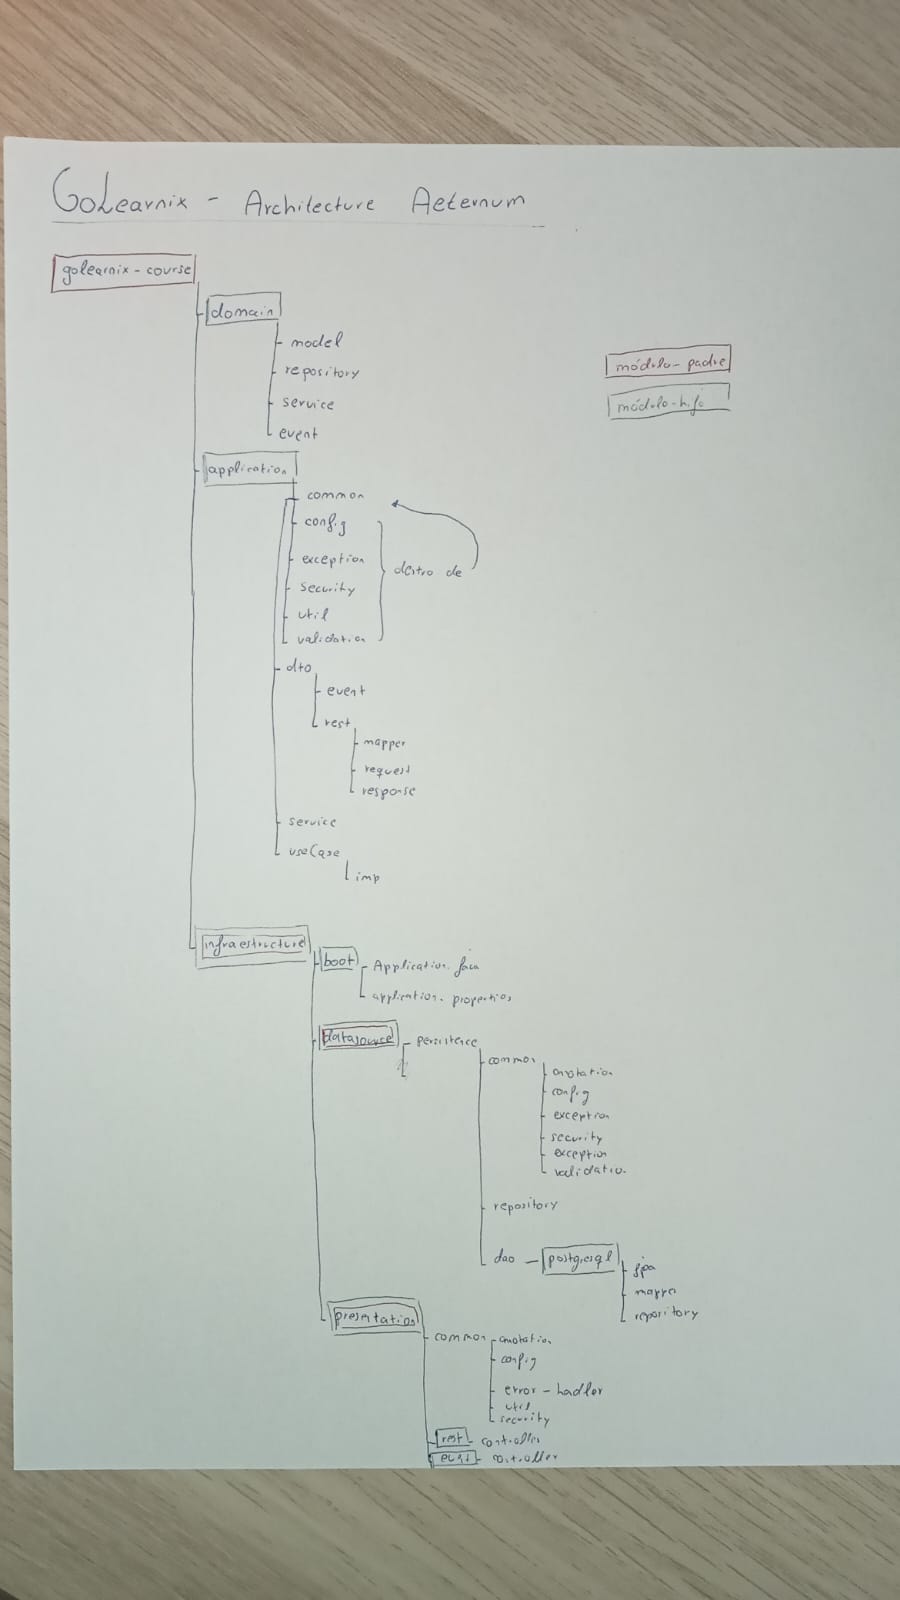 GoLearnix - Architecture Aeternum
golearnix - course
domain
model
repository
service
event
módulo - padre
módulo - hijo
application
common
config
exception
security
util
validation
dentro de
dto
event
rest
mapper
request
response
service
useCase
imp
infraestructure
boot
Application.java
application.properties
datasource
persistence
common
anotation
config
exception
security
exception
validation
repository
dao - postgresql
jpa
mapper
repository
presentation
common
anotation
config
error - hadler
util
security
rest - controller
event - controller